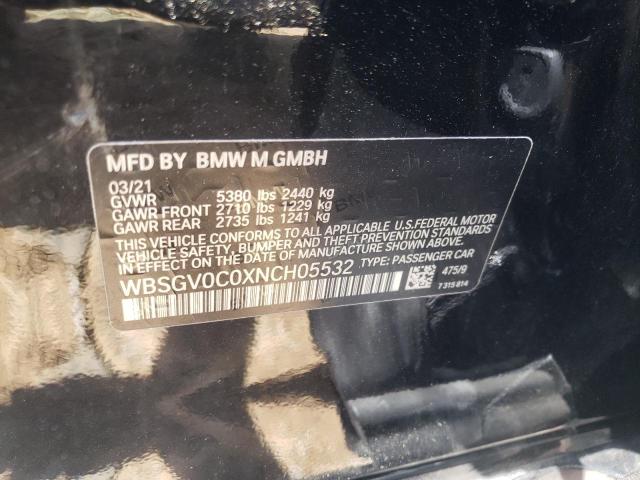 MFD BY BMW M GMBH
03/21
GVWR 5380 lbs 2440 kg
GAWR FRONT 2710 lbs 1229 kg
GAWR REAR 2735 lbs 1241 kg
THIS VEHICLE CONFORMS TO ALL APPLICABLE U.S.FEDERAL MOTOR
VEHICLE SAFETY, BUMPER AND THEFT PREVENTION STANDARDS
IN EFFECT ON THE DATE OF MANUFACTURE SHOWN ABOVE.
WBSGV0C0XNCH05532 TYPE: PASSENGER CAR
475/9
7 315 814